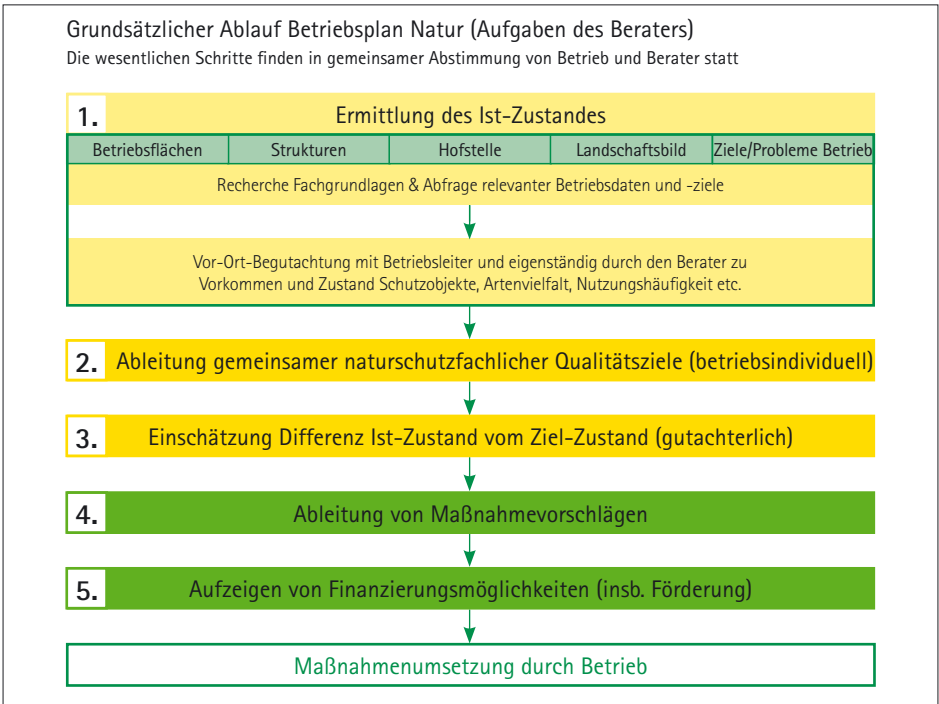 Grundsätzlicher Ablauf Betriebsplan Natur (Aufgaben des Beraters)
Die wesentlichen Schritte finden in gemeinsamer Abstimmung von Betrieb und Berater statt
1. Ermittlung des Ist-Zustandes
Betriebsflächen Strukturen Hofstelle Landschaftsbild Ziele/Probleme Betrieb
Recherche Fachgrundlagen & Abfrage relevanter Betriebsdaten und -ziele
Vor-Ort-Begutachtung mit Betriebsleiter und eigenständig durch den Berater zu
Vorkommen und Zustand Schutzobjekte, Artenvielfalt, Nutzungshäufigkeit etc.
2. Ableitung gemeinsamer naturschutzfachlicher Qualitätsziele (betriebsindividuell)
3. Einschätzung Differenz Ist-Zustand vom Ziel-Zustand (gutachterlich)
4. Ableitung von Maßnahmevorschlägen
5. Aufzeigen von Finanzierungsmöglichkeiten (insb. Förderung)
Maßnahmenumsetzung durch Betrieb